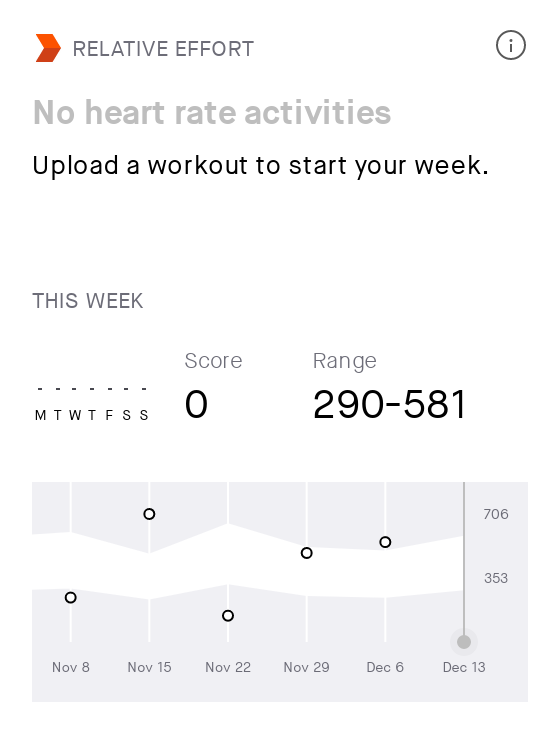 RELATIVE EFFORT
No heart rate activities
Upload a workout to start your week.
THIS WEEK
Score Range
0 290-581
M T W T F S S
706
353
Nov 8 Nov 15 Nov 22 Nov 29 Dec 6 Dec 13